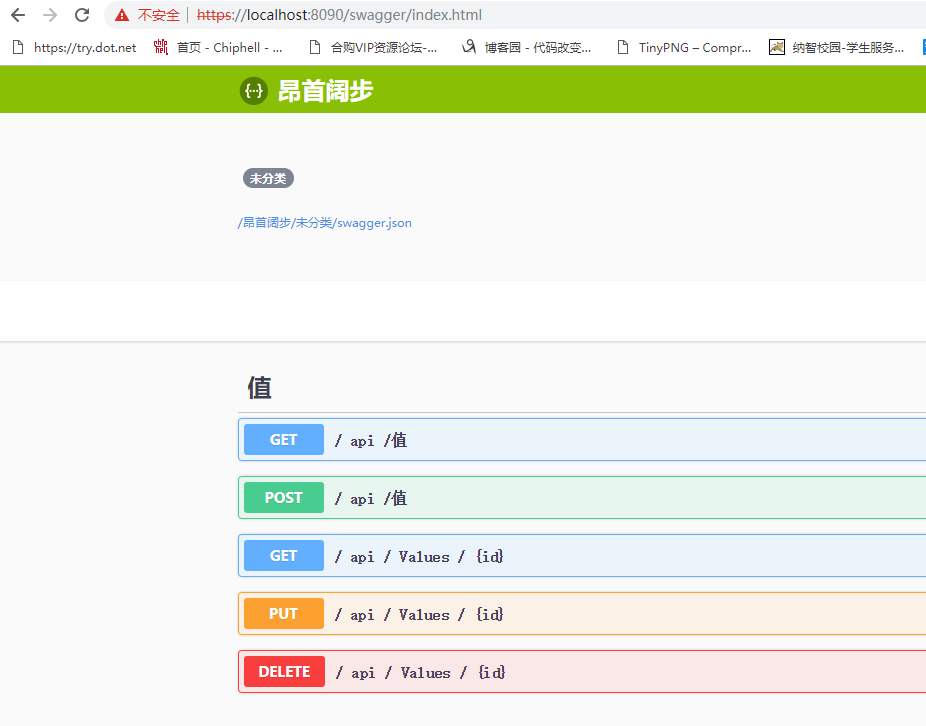 不安全 https://localhost:8090/swagger/index.html
https://try.dot.net 首页 - Chiphell - ... 合购VIP资源论坛-... 博客园 - 代码改变... TinyPNG – Compr... 纳智校园-学生服务...
{··} 昂首阔步
未分类
/昂首阔步/未分类/swagger.json
值
GET / api /值
POST / api /值
GET / api / Values / {id}
PUT / api / Values / {id}
DELETE / api / Values / {id}